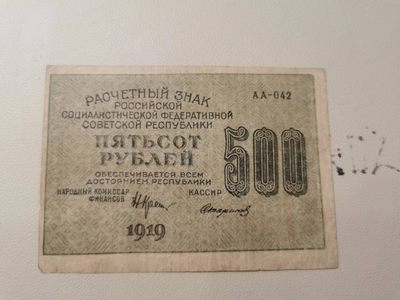 РАСЧЕТНЫЙ ЗНАК
РОССИЙСКОЙ
СОЦИАЛИСТИЧЕСКОЙ ФЕДЕРАТИВНОЙ
СОВЕТСКОЙ РЕСПУБЛИКИ
АА-042
ПЯТЬСОТ
РУБЛЕЙ
500
ОБЕСПЕЧИВАЕТСЯ ВСЕМ
ДОСТОЯНИЕМ РЕСПУБЛИКИ
НАРОДНЫЙ КОМИССАР
ФИНАНСОВ
КАССИР
Стариков
1919